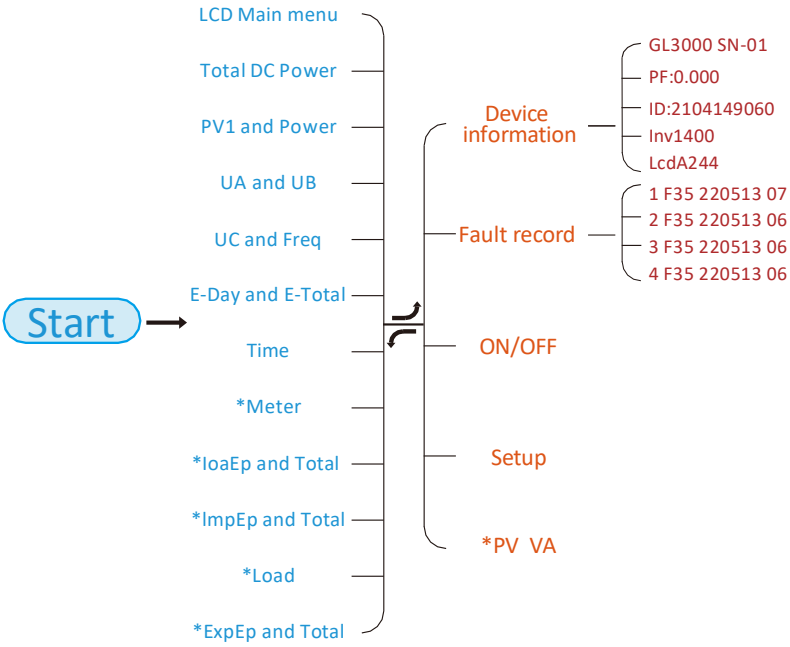 Start
LCD Main menu
Total DC Power
PV1 and Power
UA and UB
UC and Freq
E-Day and E-Total
Time
*Meter
*IoaEp and Total
*ImpEp and Total
*Load
*ExpEp and Total
Device
information
Fault record
ON/OFF
Setup
*PV VA
GL3000 SN-01
PF:0.000
ID:2104149060
Inv1400
LcdA244
1 F35 220513 07
2 F35 220513 06
3 F35 220513 06
4 F35 220513 06